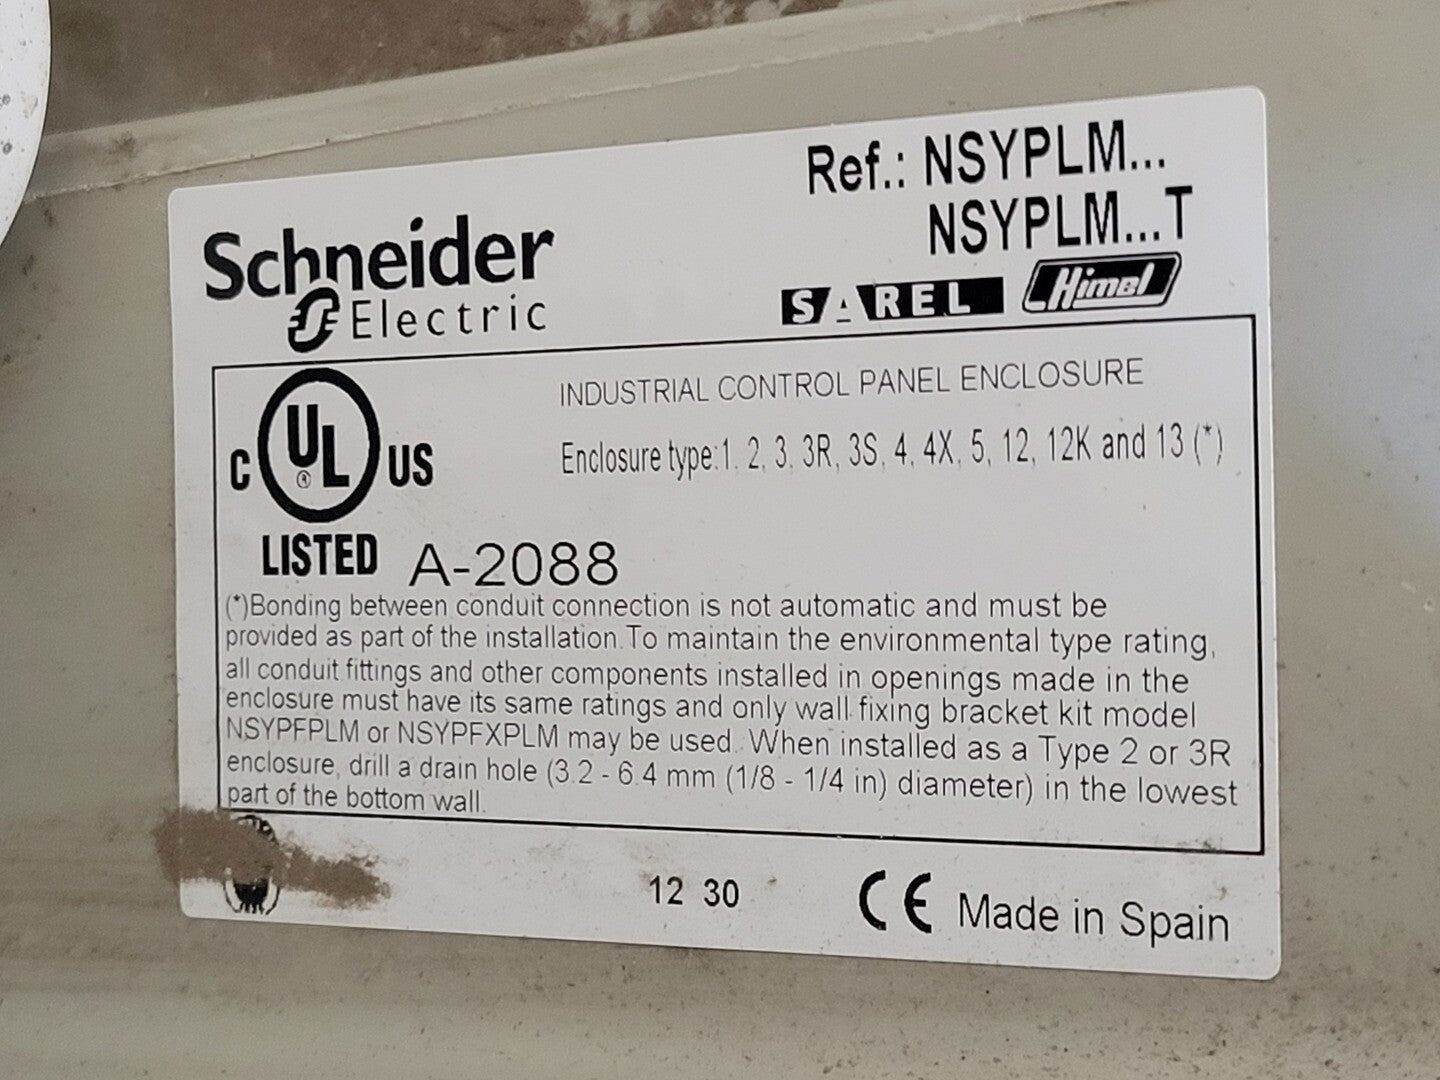 Ref.: NSYPLM...
NSYPLM...T
Schneider
Electric
SAREL Himel
INDUSTRIAL CONTROL PANEL ENCLOSURE
Enclosure type:1, 2, 3, 3R, 3S, 4, 4X, 5, 12, 12K and 13 (*)
C UL ® US
LISTED A-2088
(*)Bonding between conduit connection is not automatic and must be
provided as part of the installation.To maintain the environmental type rating,
all conduit fittings and other components installed in openings made in the
enclosure must have its same ratings and only wall fixing bracket kit model
NSYPFPLM or NSYPFXPLM may be used. When installed as a Type 2 or 3R
enclosure, drill a drain hole (3.2 - 6.4 mm (1/8 - 1/4 in) diameter) in the lowest
part of the bottom wall.
12 30 CE Made in Spain